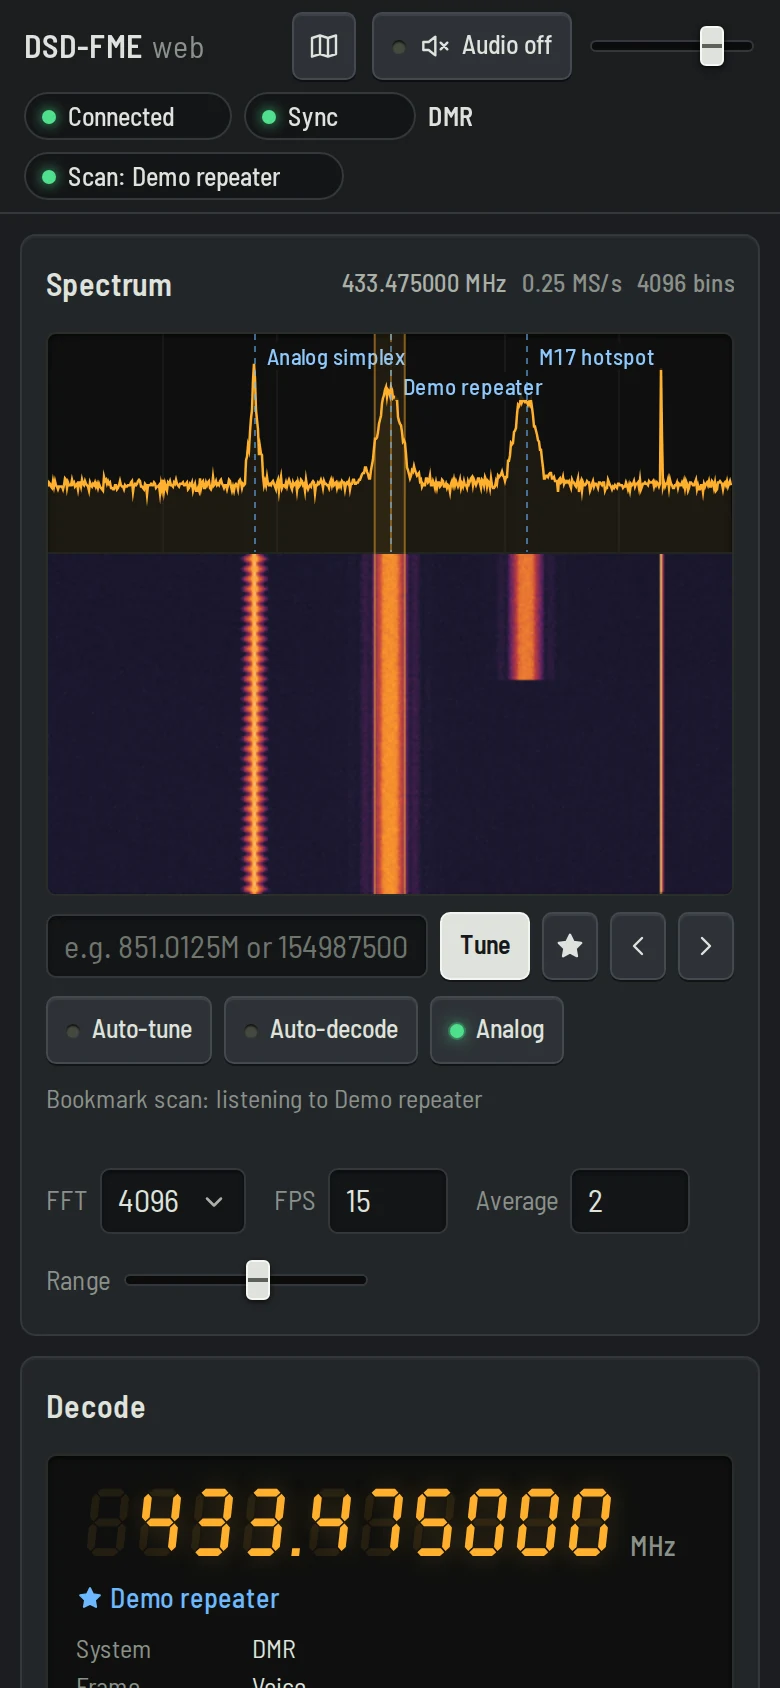 DSD-FME web
Audio off
Connected
Sync
DMR
Scan: Demo repeater
Spectrum
433.475000 MHz 0.25 MS/s 4096 bins
Analog simplex
M17 hotspot
Demo repeater
e.g. 851.0125M or 154987500
Tune
Auto-tune
Auto-decode
Analog
Bookmark scan: listening to Demo repeater
FFT 4096
FPS 15
Average 2
Range
Decode
433.475000 MHz
Demo repeater
System DMR
Frame Voice